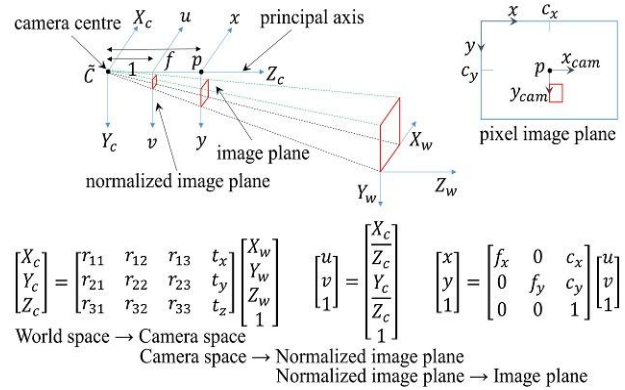 camera centre
X_c
u
x
principal axis
f
1
p
C̃
Z_c
Y_c
v
y
image plane
normalized image plane
X_w
Z_w
Y_w
x
c_x
y
c_y
p
x_cam
y_cam
pixel image plane
[X_c Y_c Z_c] = [r_11 r_12 r_13 t_x; r_21 r_22 r_23 t_y; r_31 r_32 r_33 t_z] [X_w Y_w Z_w 1]
[u v 1] = [X_c/Z_c Y_c/Z_c 1]
[x y 1] = [f_x 0 c_x; 0 f_y c_y; 0 0 1] [u v 1]
World space → Camera space
Camera space → Normalized image plane
Normalized image plane → Image plane